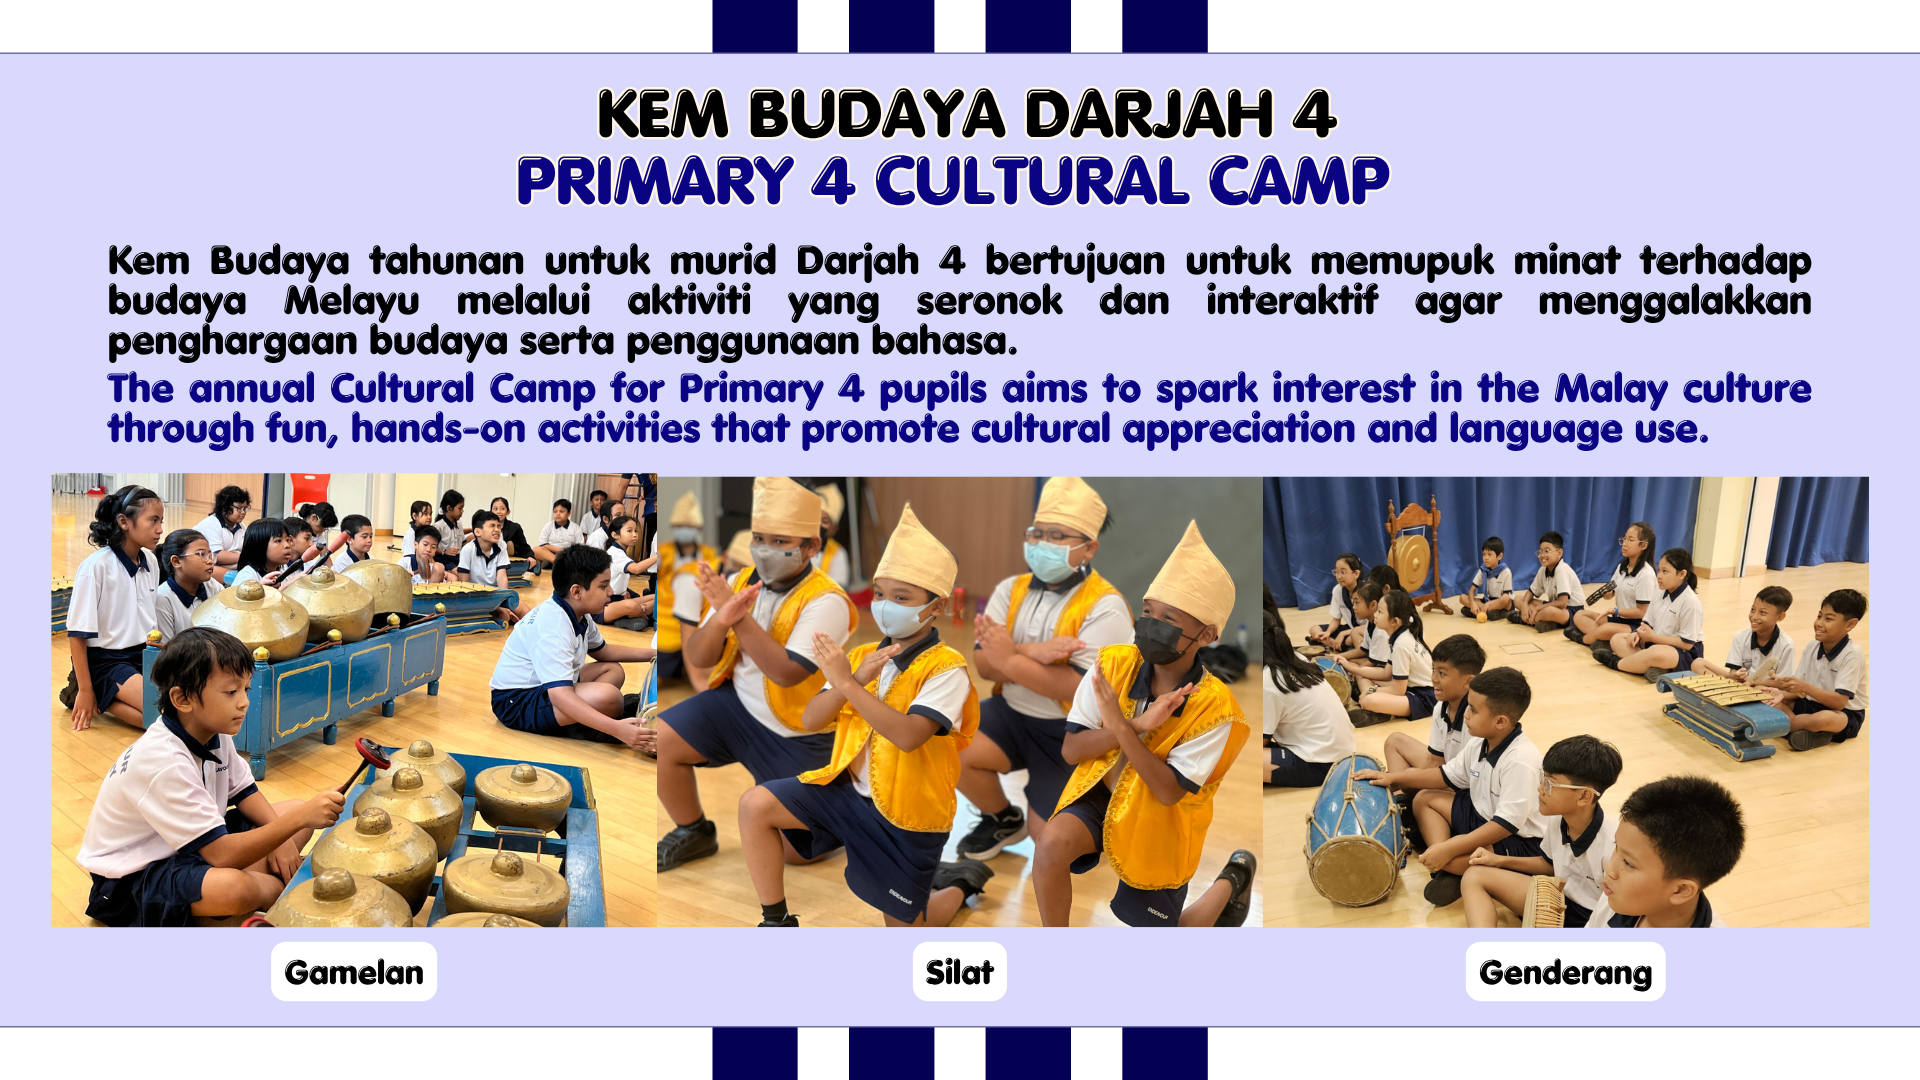 KEM BUDAYA DARJAH 4
PRIMARY 4 CULTURAL CAMP
Kem Budaya tahunan untuk murid Darjah 4 bertujuan untuk memupuk minat terhadap
budaya Melayu melalui aktiviti yang seronok dan interaktif agar menggalakkan
penghargaan budaya serta penggunaan bahasa.
The annual Cultural Camp for Primary 4 pupils aims to spark interest in the Malay culture
through fun, hands-on activities that promote cultural appreciation and language use.
ENDEAVOUR
ENDEAVOUR
Gamelan
Silat
Genderang